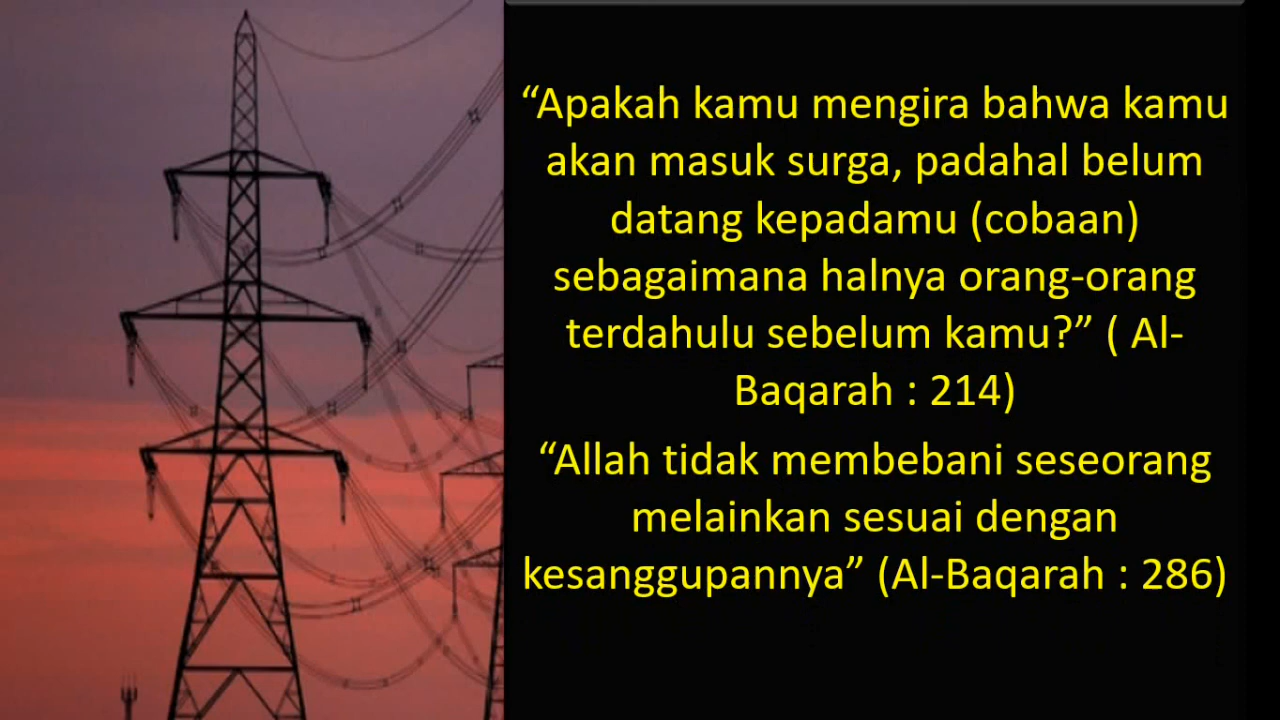 “Apakah kamu mengira bahwa kamu
akan masuk surga, padahal belum
datang kepadamu (cobaan)
sebagaimana halnya orang-orang
terdahulu sebelum kamu?” ( Al-
Baqarah : 214)
“Allah tidak membebani seseorang
melainkan sesuai dengan
kesanggupannya” (Al-Baqarah : 286)